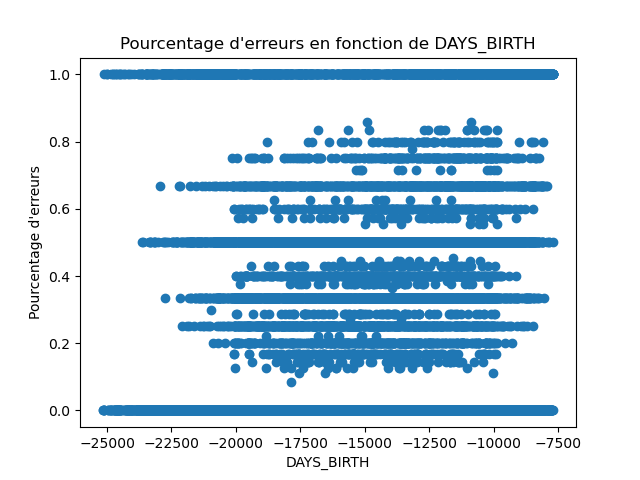 Pourcentage d'erreurs en fonction de DAYS_BIRTH
1.0
0.8
0.6
0.4
0.2
0.0
Pourcentage d'erreurs
−25000 −22500 −20000 −17500 −15000 −12500 −10000 −7500
DAYS_BIRTH